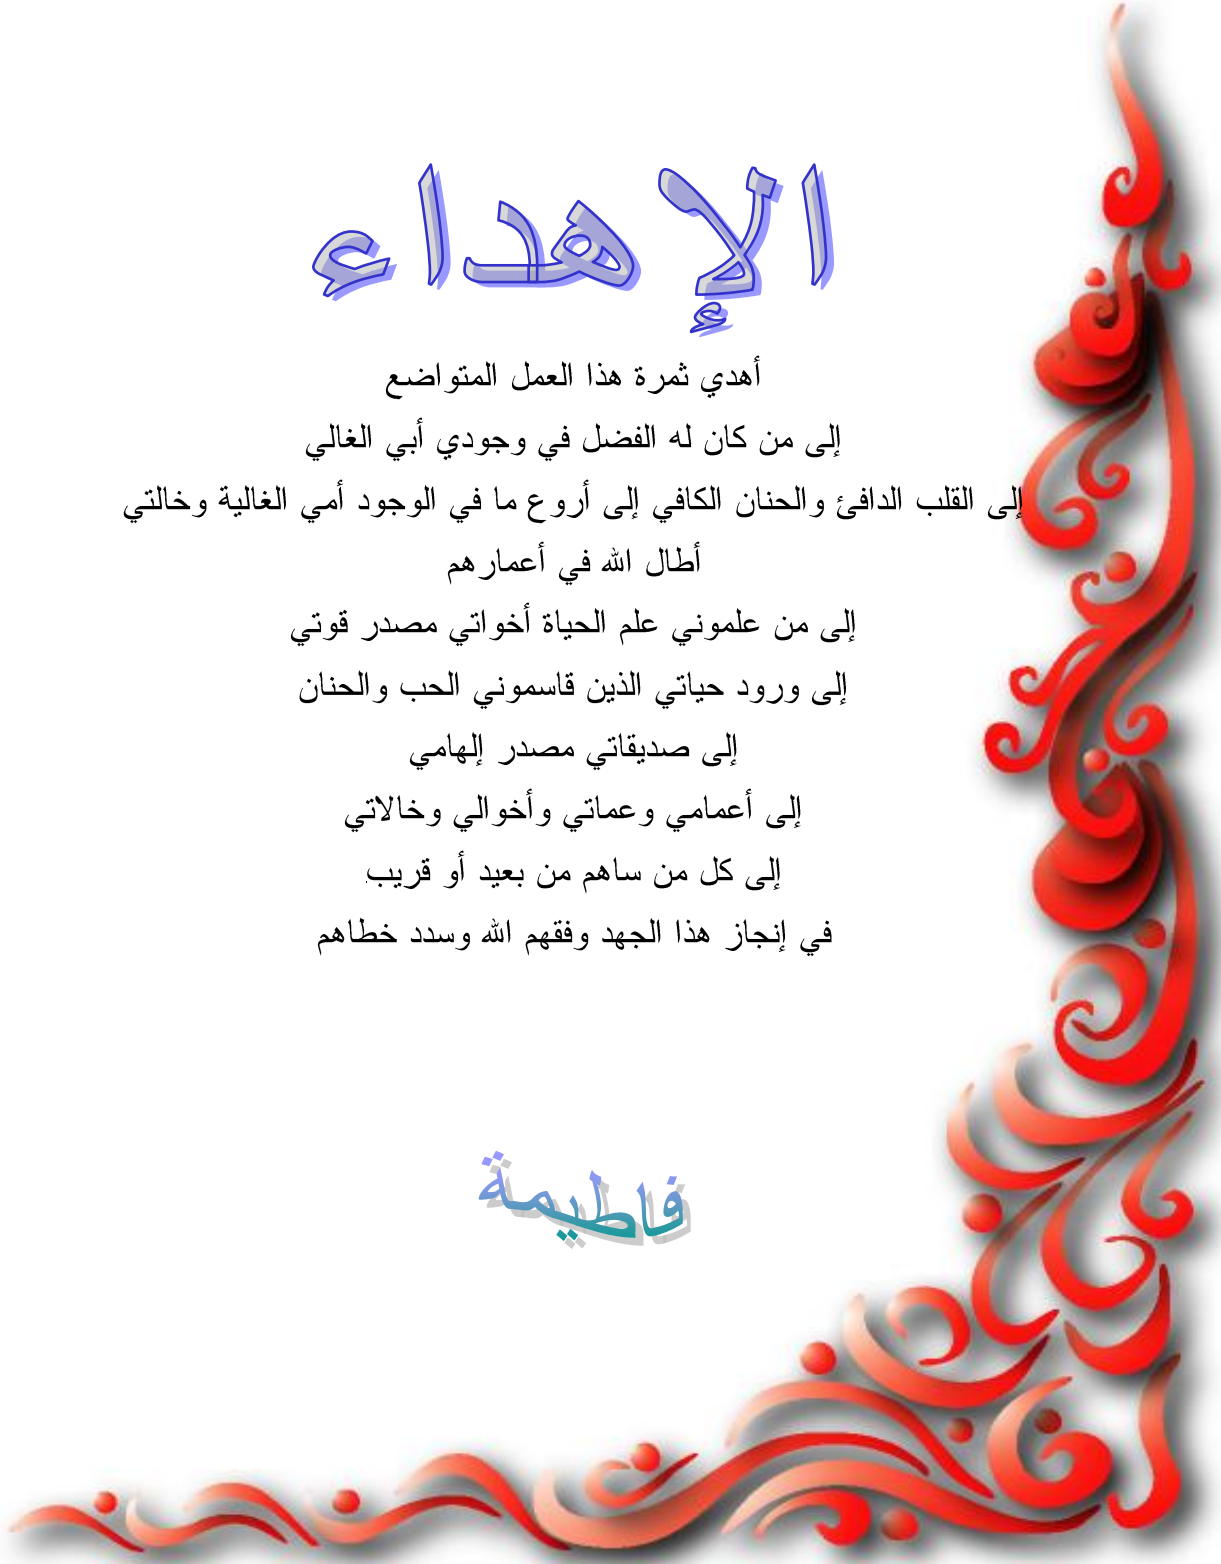 الإهداء
أهدي ثمرة هذا العمل المتواضع
إلى من كان له الفضل في وجودي أبي الغالي
إلى القلب الدافئ والحنان الكافي إلى أروع ما في الوجود أمي الغالية وخالتي
أطال الله في أعمارهم
إلى من علموني علم الحياة أخواتي مصدر قوتي
إلى ورود حياتي الذين قاسموني الحب والحنان
إلى صديقاتي مصدر إلهامي
إلى أعمامي وعماتي وأخوالي وخالاتي
إلى كل من ساهم من بعيد أو قريب
في إنجاز هذا الجهد وفقهم الله وسدد خطاهم
فاطيمة